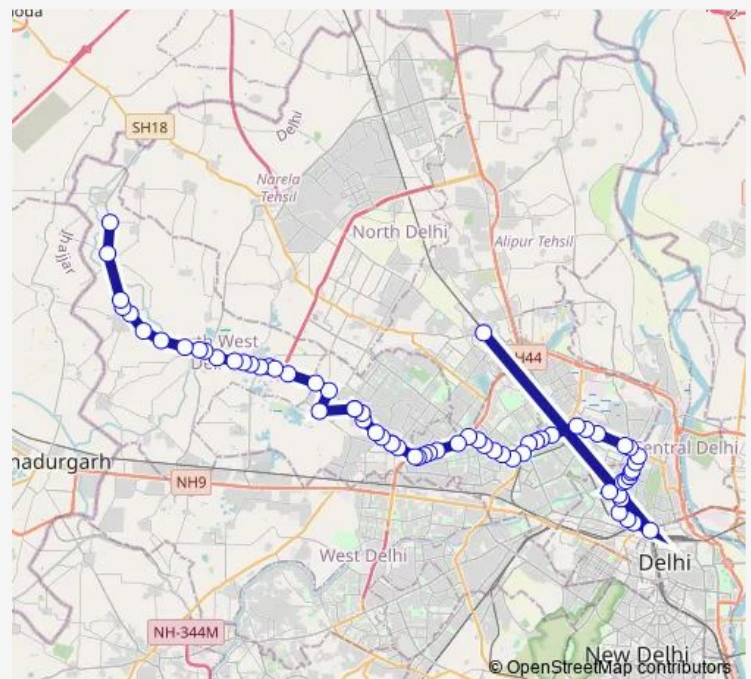 SH18
Delhi
Narela
Tehsil
North Delhi
Alipur Tehsil
Jhajjar
West
H44
Central Delhi
NH9
West Delhi
Delhi
NH-344M
New Delhi
© OpenStreetMap contributors